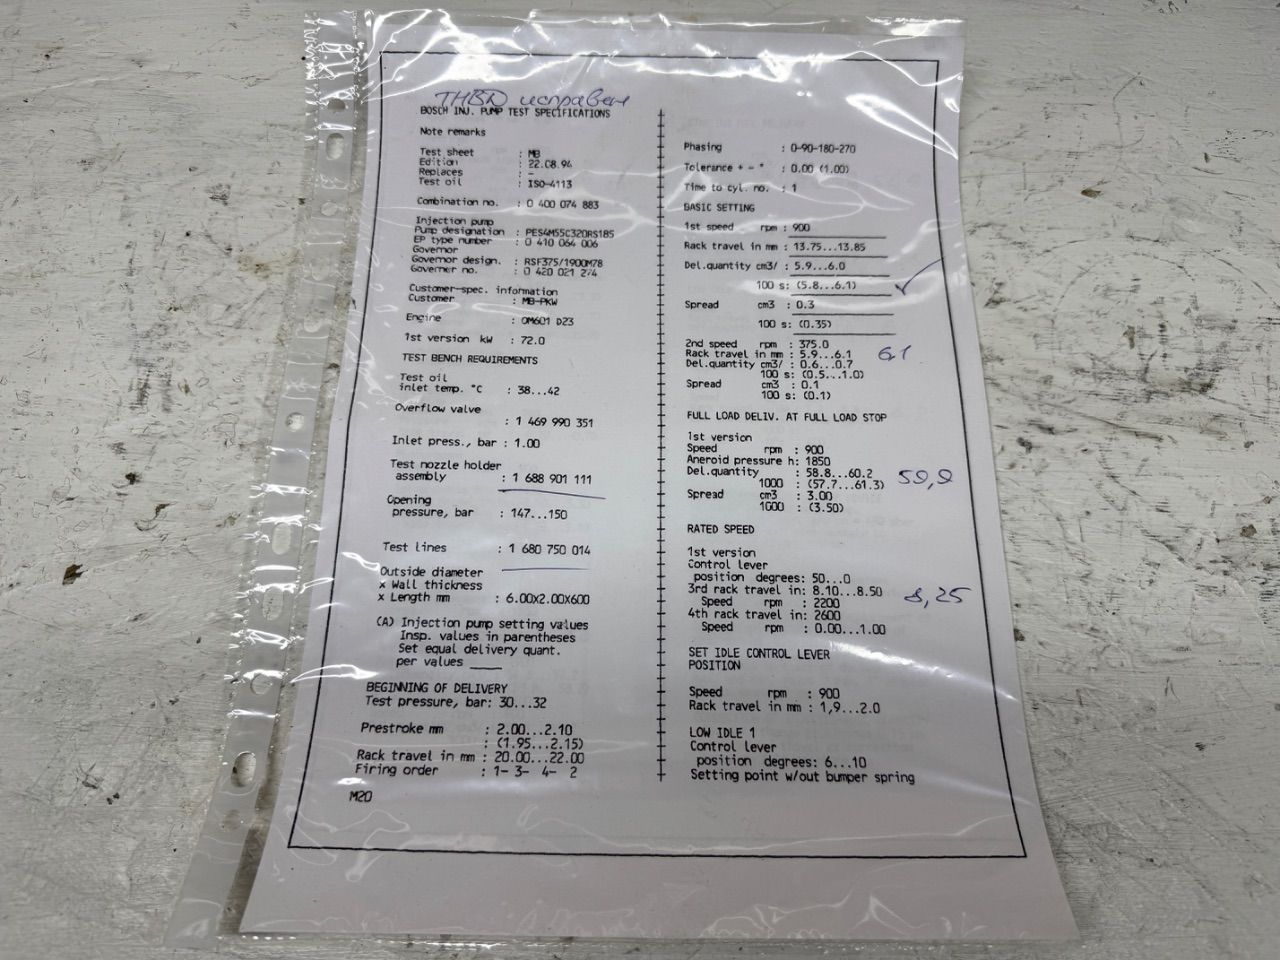 ТНВД исправен
BOSCH INJ. PUMP TEST SPECIFICATIONS
Note remarks
Test sheet : MB
Edition : 22.08.94
Replaces : -
Test oil : ISO-4113
Combination no. : 0 400 074 883
Injection pump
Pump designation : PES4M55C320RS185
EP type number : 0 410 064 006
Governor
Governor design. : RSF375/1900M78
Governer no. : 0 420 021 274
Customer-spec. information
Customer : MB-PKW
Engine : OM601 D23
1st version kW : 72.0
TEST BENCH REQUIREMENTS
Test oil
inlet temp. °C : 38...42
Overflow valve
: 1 469 990 351
Inlet press., bar : 1.00
Test nozzle holder
assembly : 1 688 901 111
Opening
pressure, bar : 147...150
Test lines : 1 680 750 014
Outside diameter
x Wall thickness
x Length mm : 6.00x2.00x600
(A) Injection pump setting values
Insp. values in parentheses
Set equal delivery quant.
per values ____
BEGINNING OF DELIVERY
Test pressure, bar: 30...32
Prestroke mm : 2.00...2.10
: (1.95...2.15)
Rack travel in mm : 20.00...22.00
Firing order : 1- 3- 4- 2
M20
Phasing : 0-90-180-270
Tolerance + - ° : 0.00 (1.00)
Time to cyl. no. : 1
BASIC SETTING
1st speed rpm : 900
Rack travel in mm : 13.75...13.85
Del.quantity cm3/ : 5.9...6.0
100 s: (5.8...6.1) ✓
Spread cm3 : 0.3
100 s: (0.35)
2nd speed rpm : 375.0
Rack travel in mm : 5.9...6.1 6.1
Del.quantity cm3/ : 0.6...0.7
100 s: (0.5...1.0)
Spread cm3 : 0.1
100 s: (0.1)
FULL LOAD DELIV. AT FULL LOAD STOP
1st version
Speed rpm : 900
Aneroid pressure h: 1850
Del.quantity : 58.8...60.2 59,9
1000 : (57.7...61.3)
Spread cm3 : 3.00
1000 : (3.50)
RATED SPEED
1st version
Control lever
position degrees: 50...0
3rd rack travel in: 8.10...8.50 8,25
Speed rpm : 2200
4th rack travel in: 2600
Speed rpm : 0.00...1.00
SET IDLE CONTROL LEVER
POSITION
Speed rpm : 900
Rack travel in mm : 1,9...2.0
LOW IDLE 1
Control lever
position degrees: 6...10
Setting point w/out bumper spring